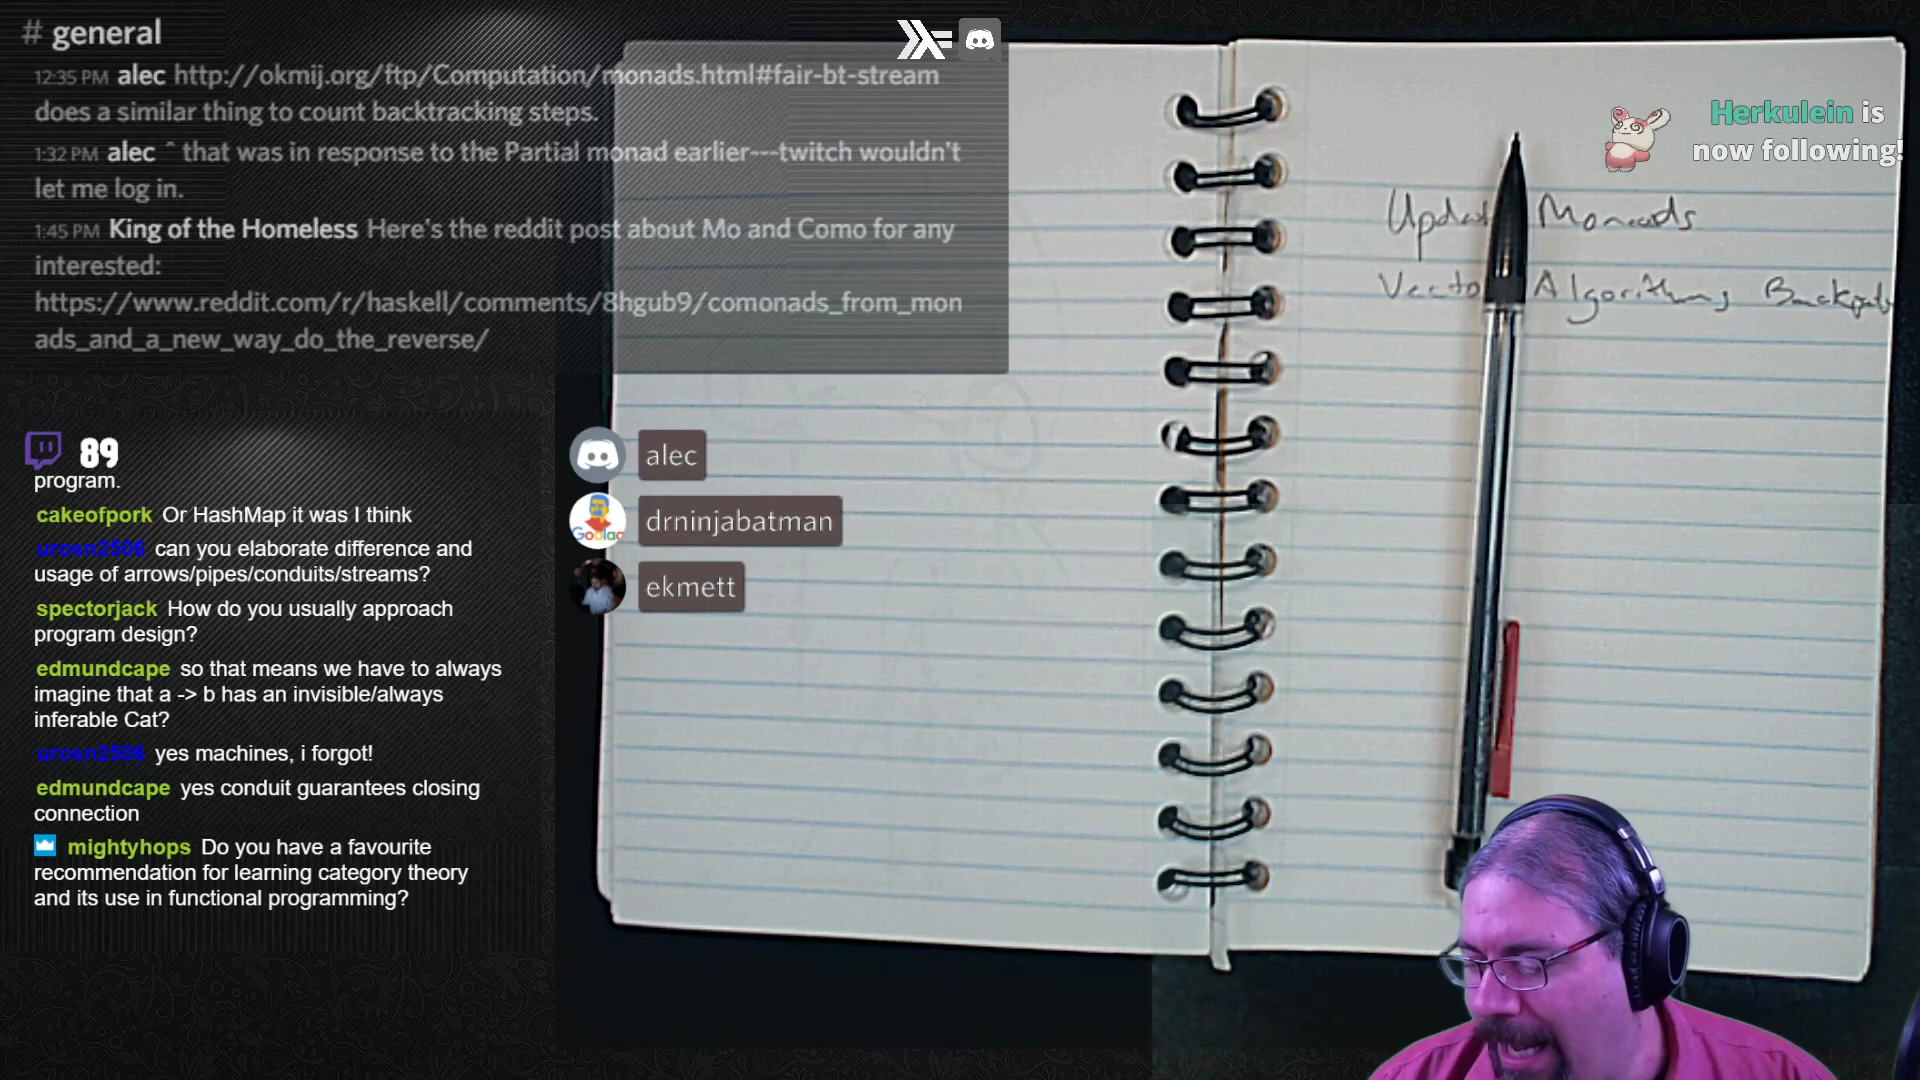 # general
12:35 PM alec http://okmij.org/ftp/Computation/monads.html#fair-bt-stream
does a similar thing to count backtracking steps.
1:32 PM alec ^ that was in response to the Partial monad earlier---twitch wouldn't
let me log in.
1:45 PM King of the Homeless Here's the reddit post about Mo and Como for any
interested:
https://www.reddit.com/r/haskell/comments/8hgub9/comonads_from_mon
ads_and_a_new_way_do_the_reverse/
Herkulein is
now following!
Monads
Algorithms
89
program.
cakeofpork Or HashMap it was I think
urosn2506 can you elaborate difference and
usage of arrows/pipes/conduits/streams?
spectorjack How do you usually approach
program design?
edmundcape so that means we have to always
imagine that a -> b has an invisible/always
inferable Cat?
urosn2506 yes machines, i forgot!
edmundcape yes conduit guarantees closing
connection
mightyhops Do you have a favourite
recommendation for learning category theory
and its use in functional programming?
alec
drninjabatman
ekmett